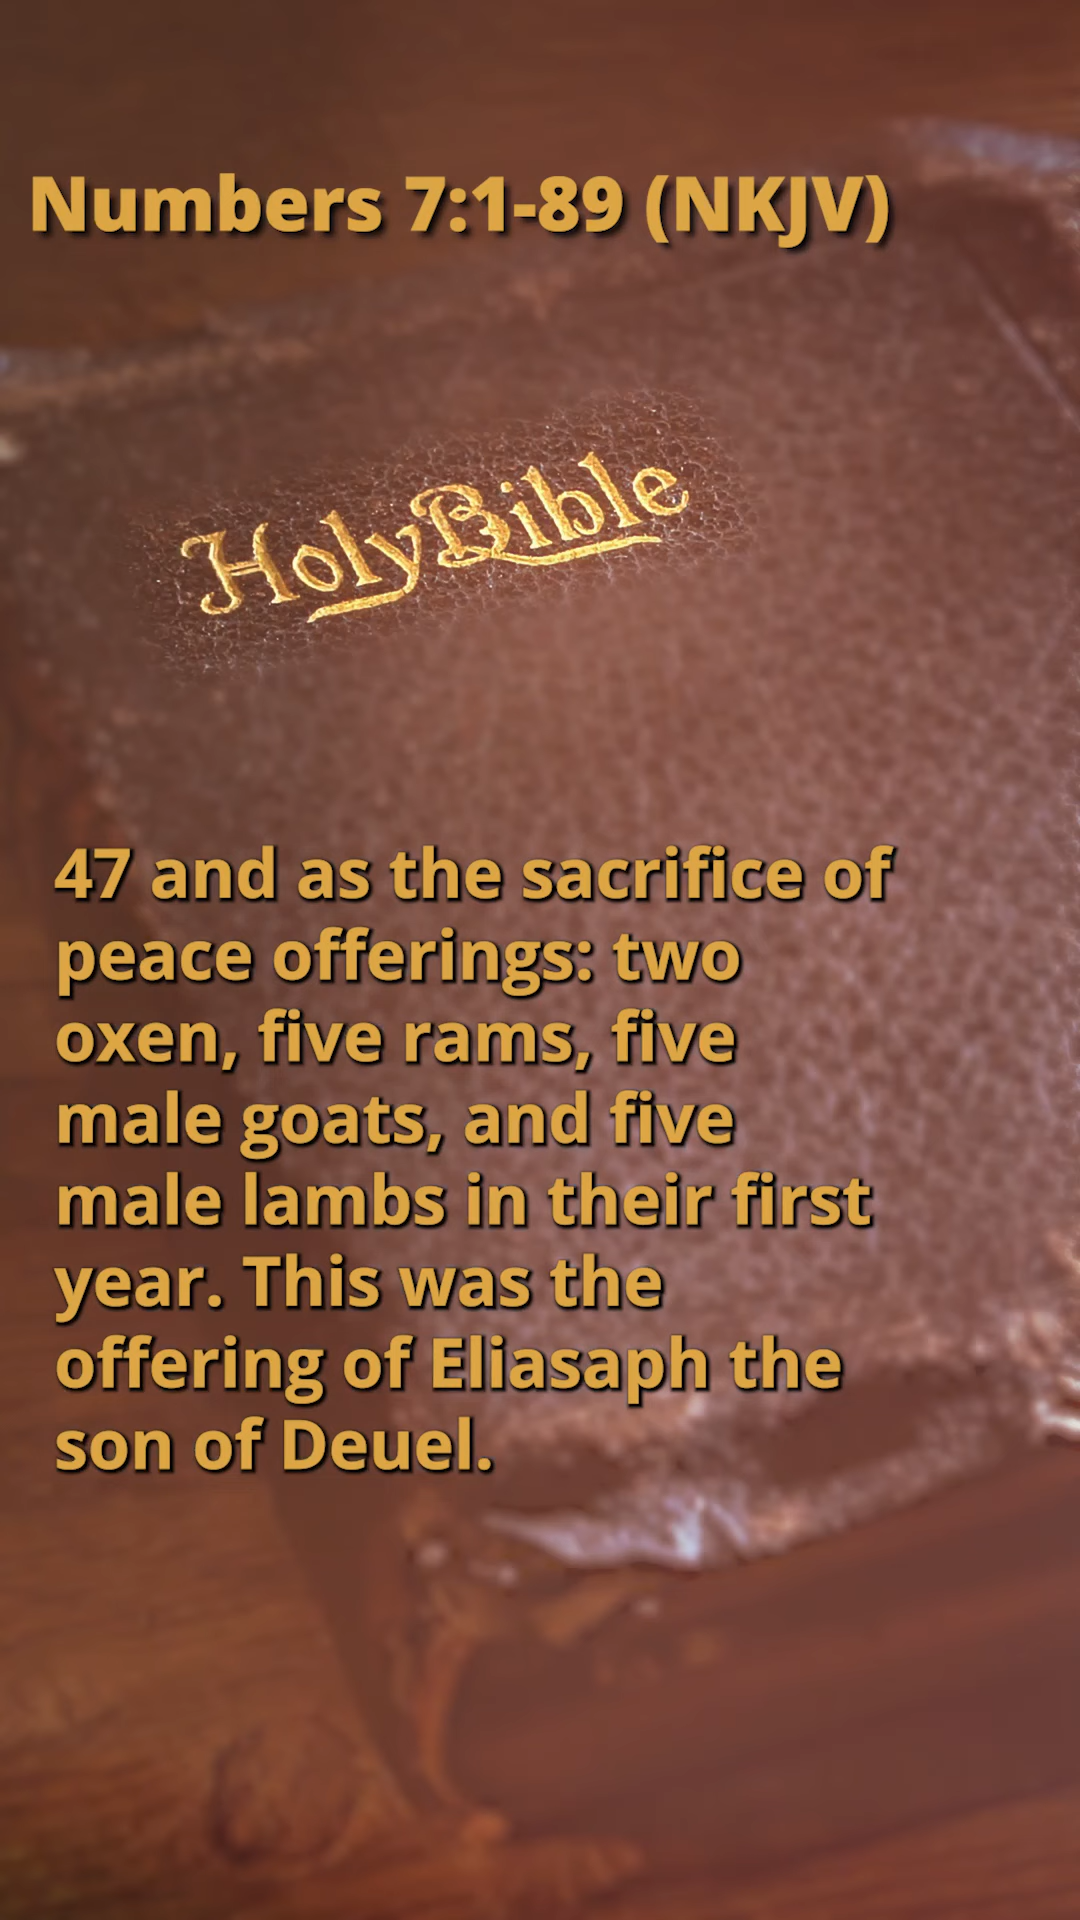 Numbers 7:1-89 (NKJV)
Holy Bible
47 and as the sacrifice of
peace offerings: two
oxen, five rams, five
male goats, and five
male lambs in their first
year. This was the
offering of Eliasaph the
son of Deuel.